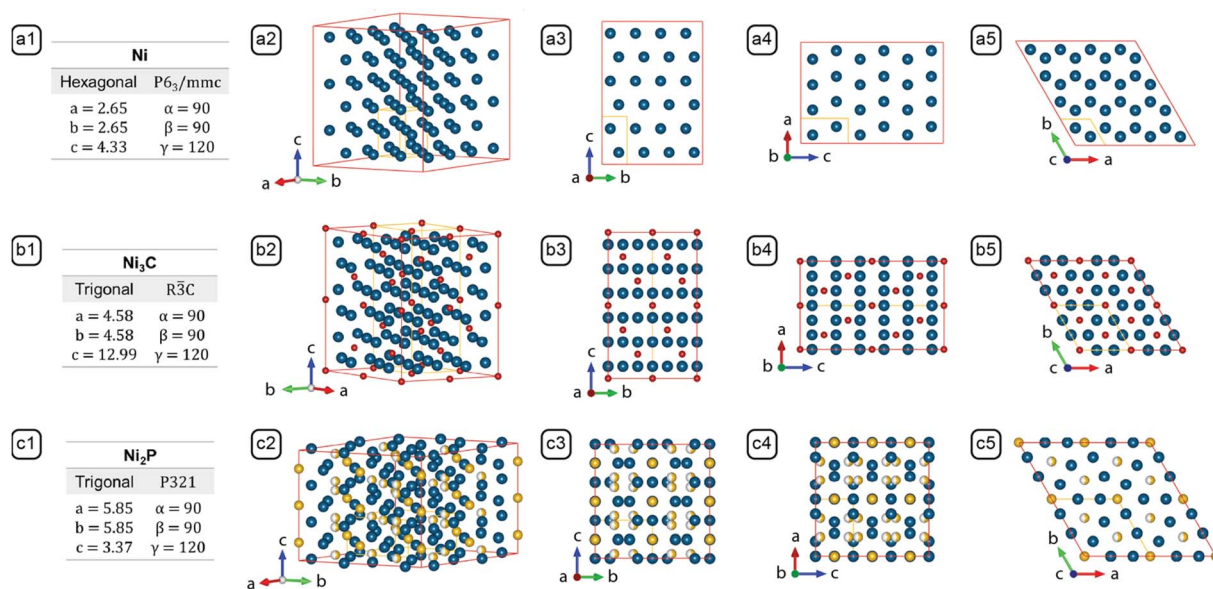 a1
Ni
Hexagonal P6₃/mmc
a = 2.65 α = 90
b = 2.65 β = 90
c = 4.33 γ = 120
a2
c
a b
a3
c
a b
a4
a
b c
a5
b
c a
b1
Ni₃C
Trigonal R3̅C
a = 4.58 α = 90
b = 4.58 β = 90
c = 12.99 γ = 120
b2
c
b a
b3
c
a b
b4
a
b c
b5
b
c a
c1
Ni₂P
Trigonal P321
a = 5.85 α = 90
b = 5.85 β = 90
c = 3.37 γ = 120
c2
c
a b
c3
c
a b
c4
a
b c
c5
b
c a